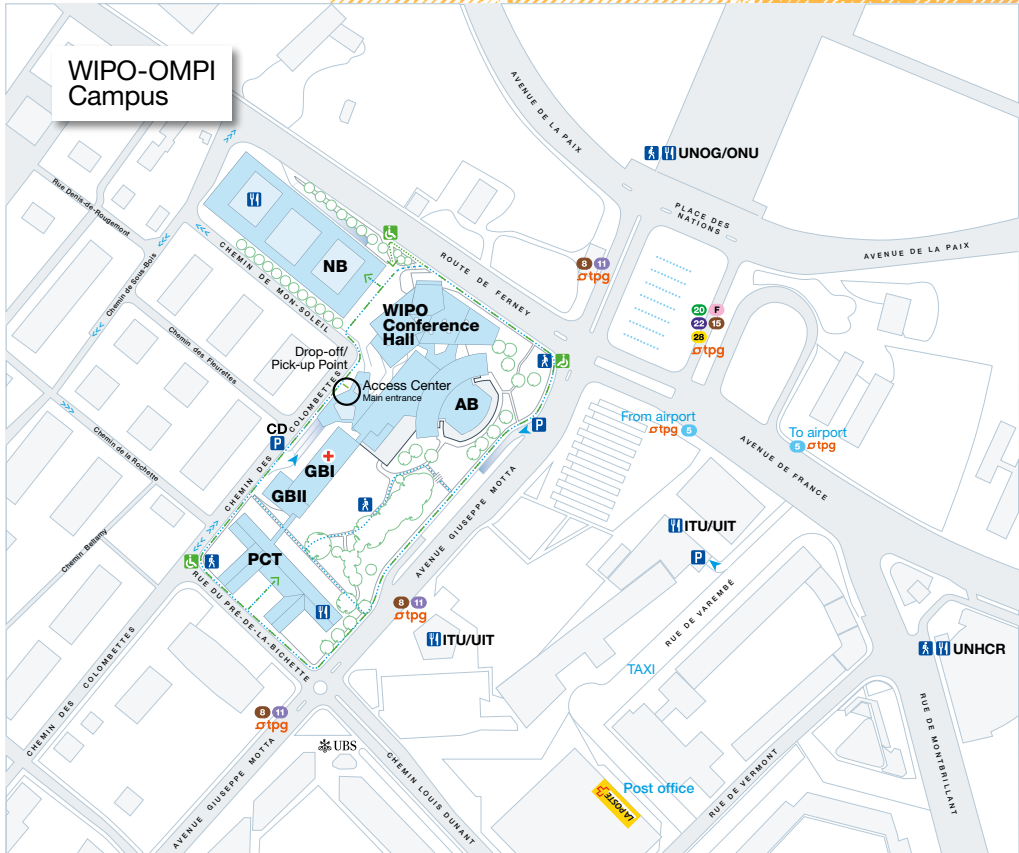 WIPO-OMPI
Campus
AVENUE DE LA PAIX
UNOG/ONU
PLACE DES
NATIONS
AVENUE DE LA PAIX
Rue Denis-de-Rougemont
Chemin de Sous-Bois
CHEMIN DE MON-SOLEIL
NB
ROUTE DE FERNEY
8 11
tpg
20 F
22 15
28
tpg
WIPO
Conference
Hall
Drop-off/
Pick-up Point
Access Center
Main entrance
AB
Chemin des Fleurettes
CHEMIN DES COLOMBETTES
CD
P
P
From airport
tpg 5
To airport
5 tpg
AVENUE DE FRANCE
Chemin de la Rochette
GBI
GBII
AVENUE GIUSEPPE MOTTA
ITU/UIT
P
Chemin Bellamy
PCT
RUE DU PRÉ-DE-LA-BICHETTE
8 11
tpg
ITU/UIT
RUE DE VAREMBÉ
TAXI
UNHCR
CHEMIN DES COLOMBETTES
8 11
tpg
UBS
AVENUE GIUSEPPE MOTTA
CHEMIN LOUIS DUNANT
Post office
LA POSTE
RUE DE VERMONT
RUE DE MONTBRILLANT